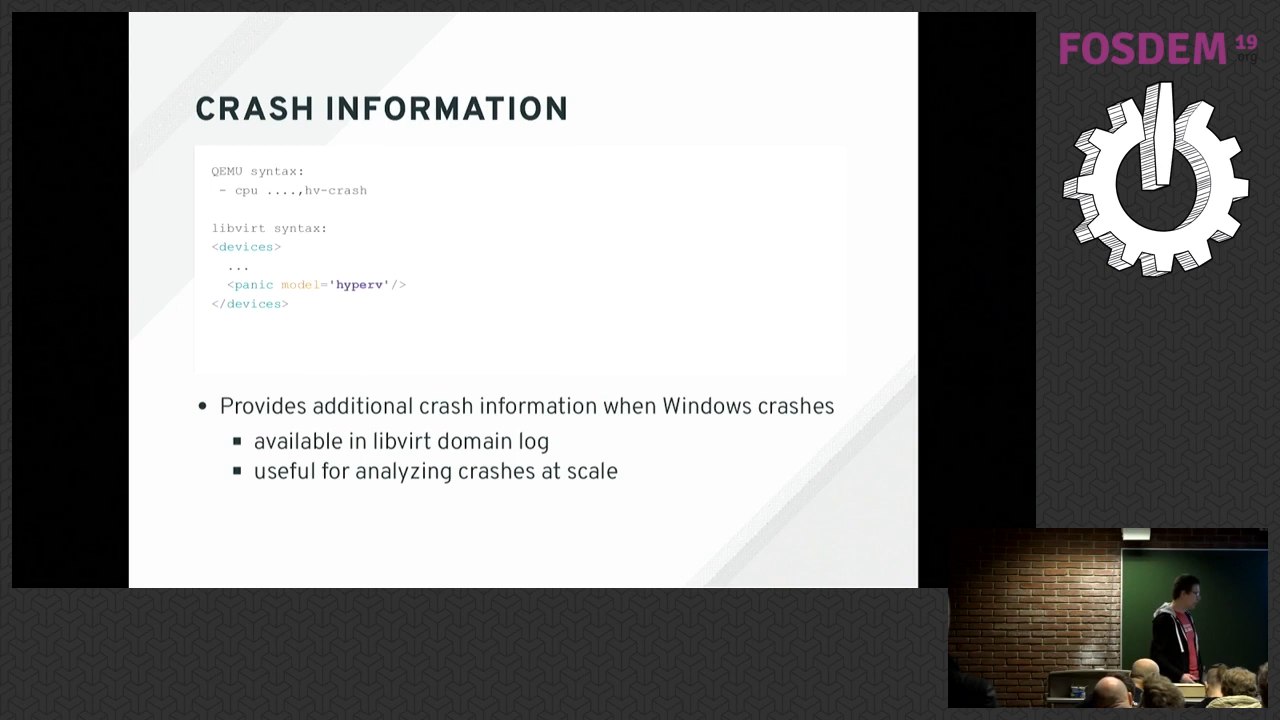 CRASH INFORMATION
QEMU syntax:
- cpu ....,hv-crash
libvirt syntax:
<devices>
...
<panic model='hyperv'/>
</devices>
• Provides additional crash information when Windows crashes
▪ available in libvirt domain log
▪ useful for analyzing crashes at scale
FOSDEM 19
.org